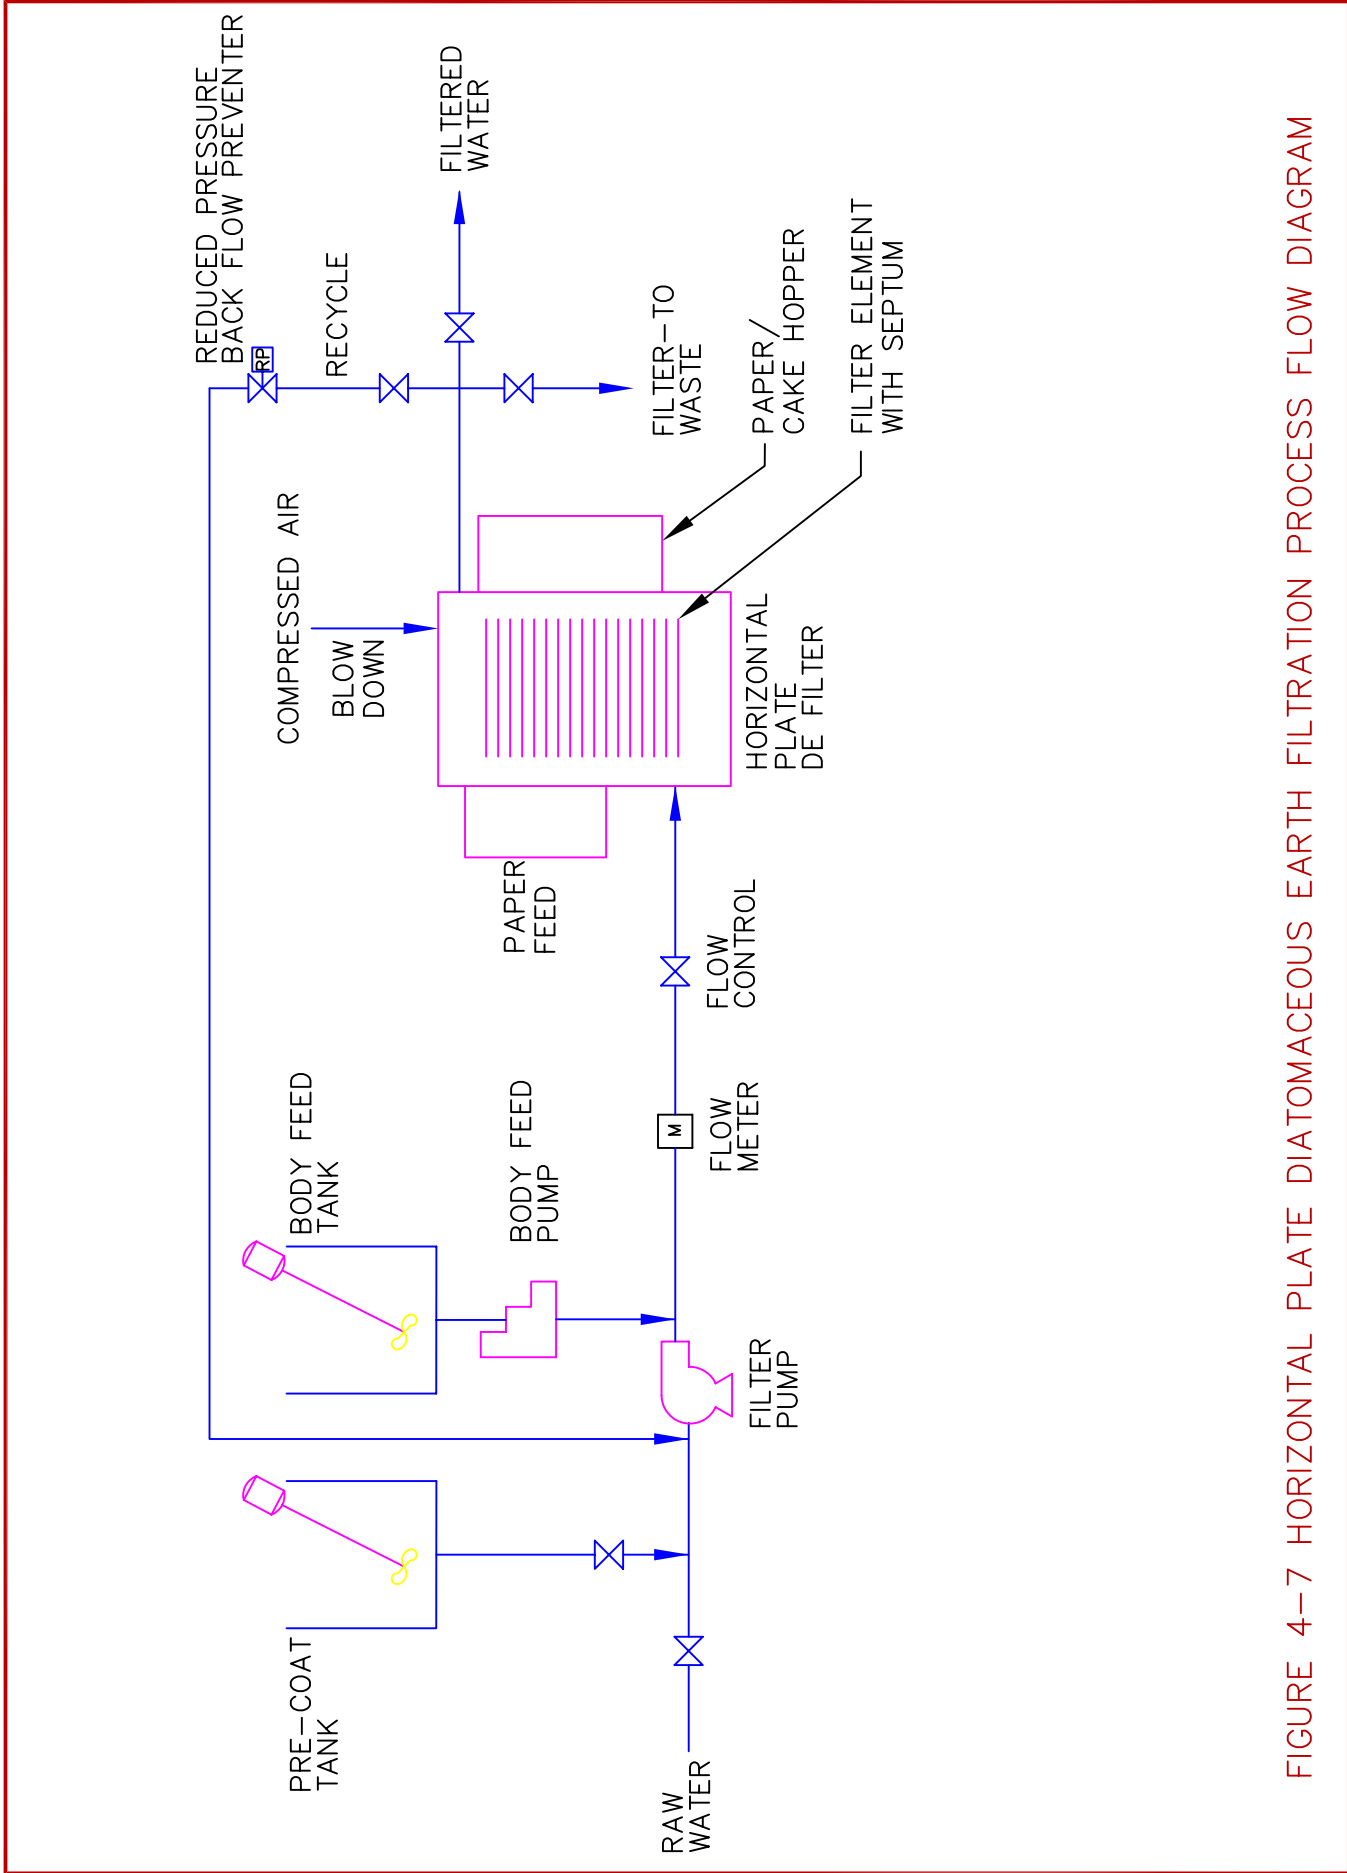 REDUCED PRESSURE
BACK FLOW PREVENTER
RP
RECYCLE
FILTERED
WATER
COMPRESSED AIR
BLOW
DOWN
FILTER-TO
WASTE
PAPER/
CAKE HOPPER
FILTER ELEMENT
WITH SEPTUM
HORIZONTAL
PLATE
DE FILTER
PAPER
FEED
PRE-COAT
TANK
BODY FEED
TANK
BODY FEED
PUMP
FLOW
CONTROL
M
FLOW
METER
FILTER
PUMP
RAW
WATER
FIGURE 4-7 HORIZONTAL PLATE DIATOMACEOUS EARTH FILTRATION PROCESS FLOW DIAGRAM